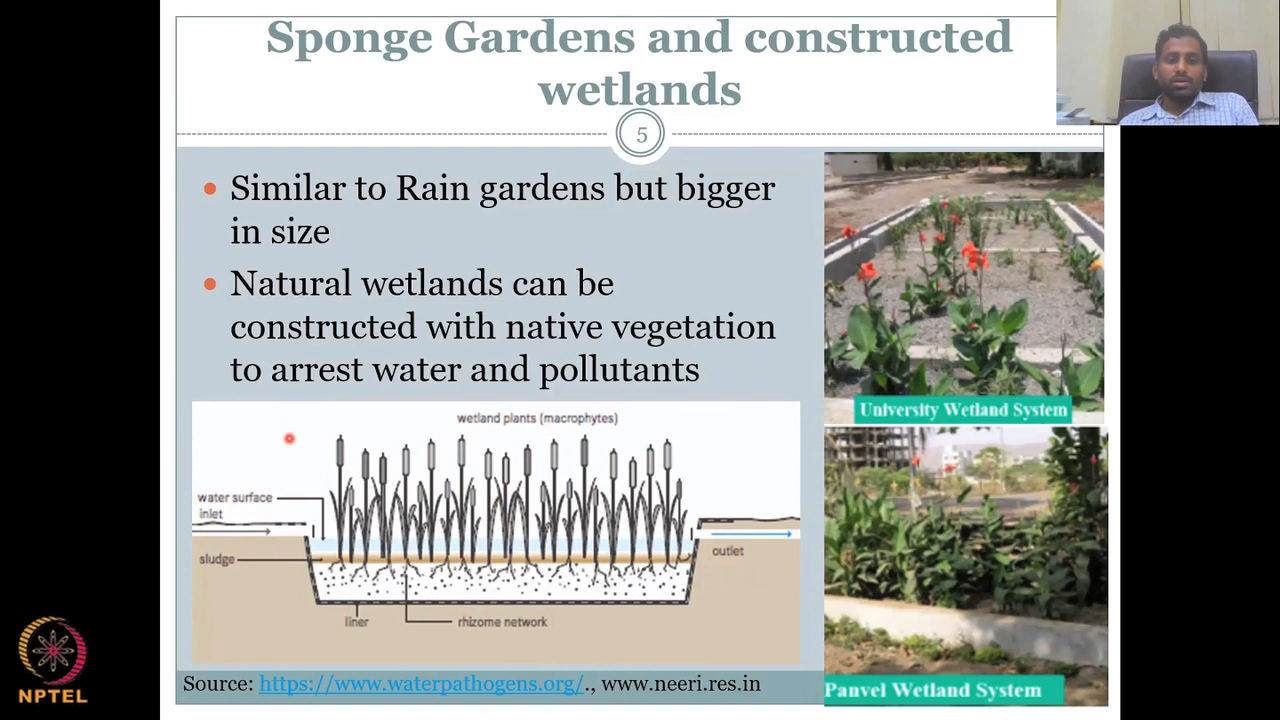 Sponge Gardens and constructed
wetlands
5
• Similar to Rain gardens but bigger
in size
• Natural wetlands can be
constructed with native vegetation
to arrest water and pollutants
wetland plants (macrophytes)
water surface
inlet
sludge
outlet
liner
rhizome network
University Wetland System
Panvel Wetland System
Source: https://www.waterpathogens.org/., www.neeri.res.in
NPTEL